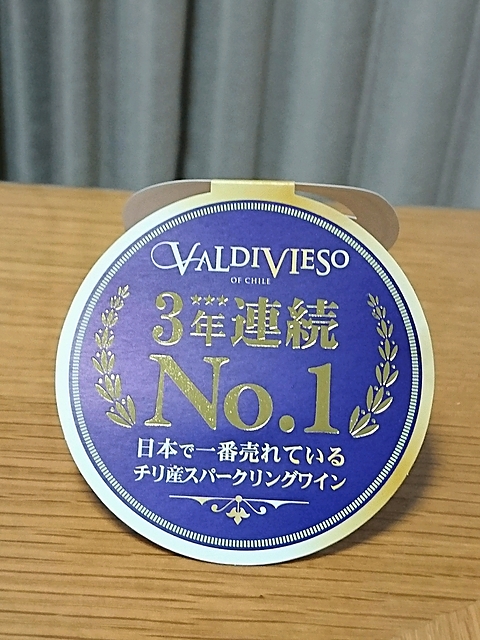 VALDIVIESO
OF CHILE
3年連続
No.1
日本で一番売れている
チリ産スパークリングワイン